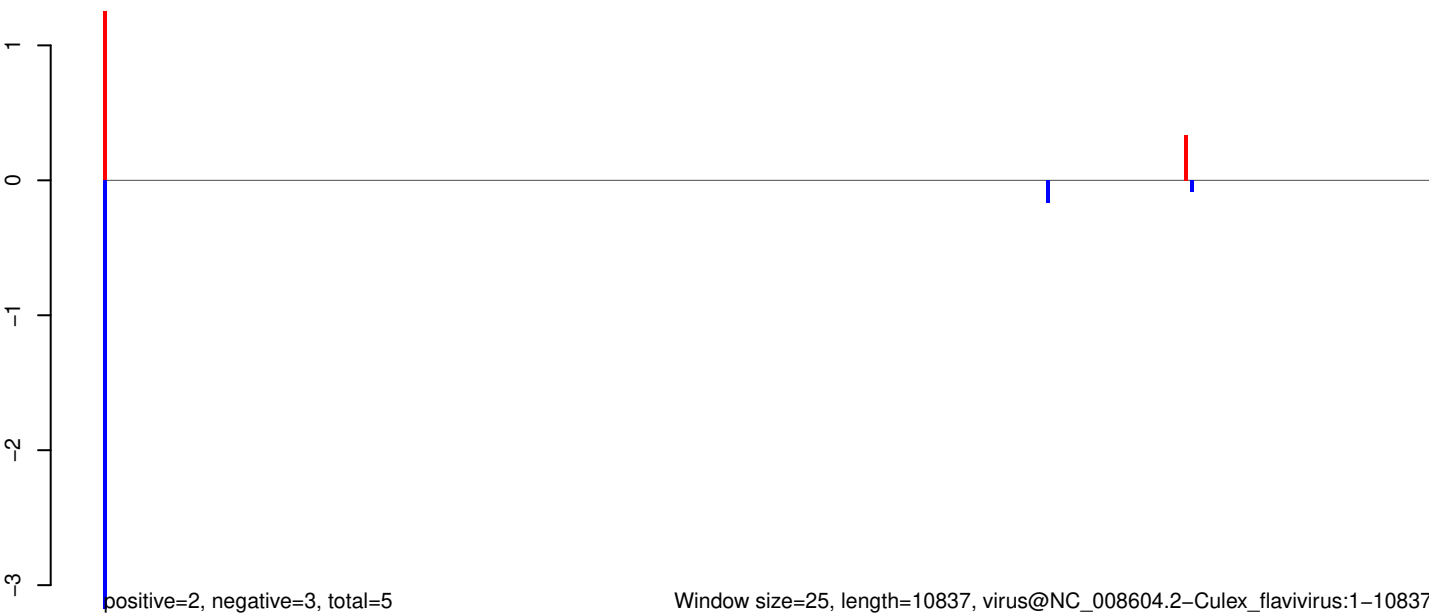 1
0
−1
−2
−3
positive=2, negative=3, total=5
Window size=25, length=10837, virus@NC_008604.2−Culex_flavivirus:1−10837